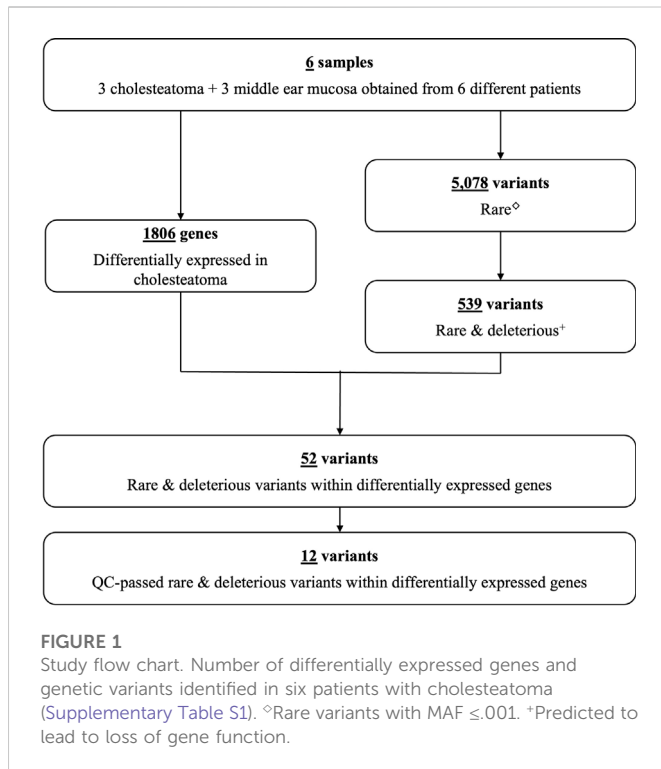 6 samples
3 cholesteatoma + 3 middle ear mucosa obtained from 6 different patients
5,078 variants
Rare◇
1806 genes
Differentially expressed in
cholesteatoma
539 variants
Rare & deleterious+
52 variants
Rare & deleterious variants within differentially expressed genes
12 variants
QC-passed rare & deleterious variants within differentially expressed genes
FIGURE 1
Study flow chart. Number of differentially expressed genes and
genetic variants identified in six patients with cholesteatoma
(Supplementary Table S1). ◇Rare variants with MAF ≤.001. +Predicted to
lead to loss of gene function.